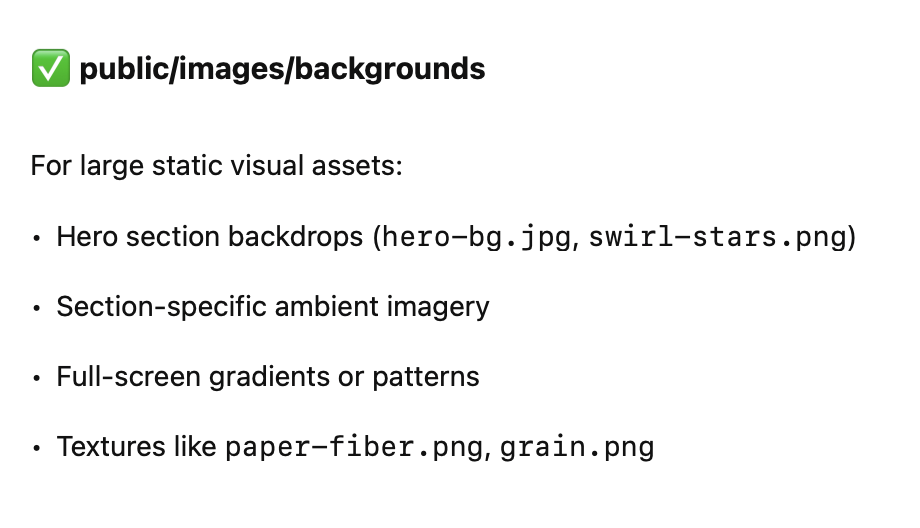 ✅ public/images/backgrounds
For large static visual assets:
• Hero section backdrops (hero-bg.jpg, swirl-stars.png)
• Section-specific ambient imagery
• Full-screen gradients or patterns
• Textures like paper-fiber.png, grain.png